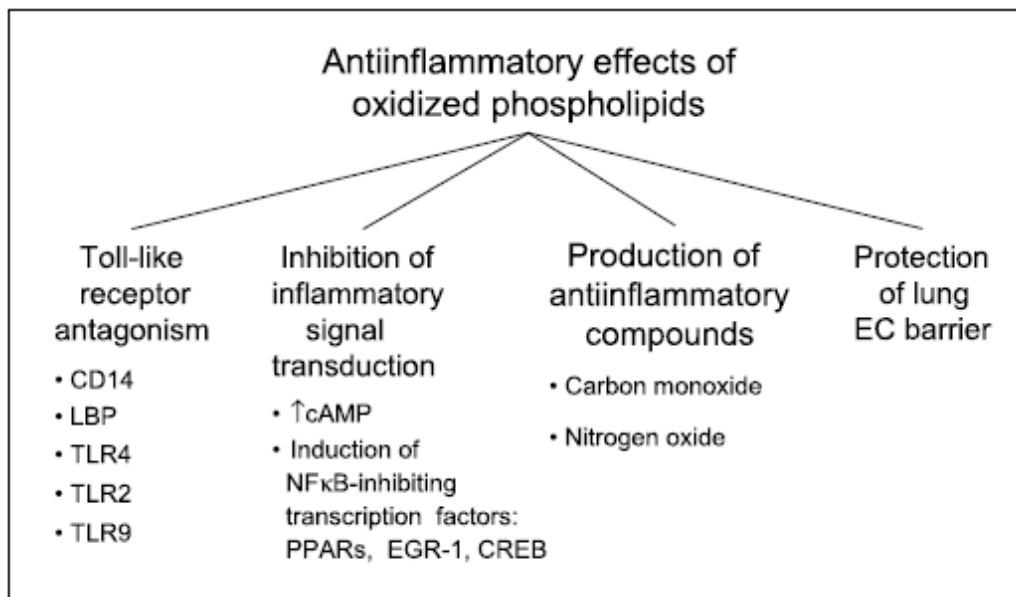 Antiinflammatory effects of
oxidized phospholipids
Toll-like
receptor
antagonism
• CD14
• LBP
• TLR4
• TLR2
• TLR9
Inhibition of
inflammatory
signal
transduction
• ↑cAMP
• Induction of
NFκB-inhibiting
transcription factors:
PPARs, EGR-1, CREB
Production of
antiinflammatory
compounds
• Carbon monoxide
• Nitrogen oxide
Protection
of lung
EC barrier